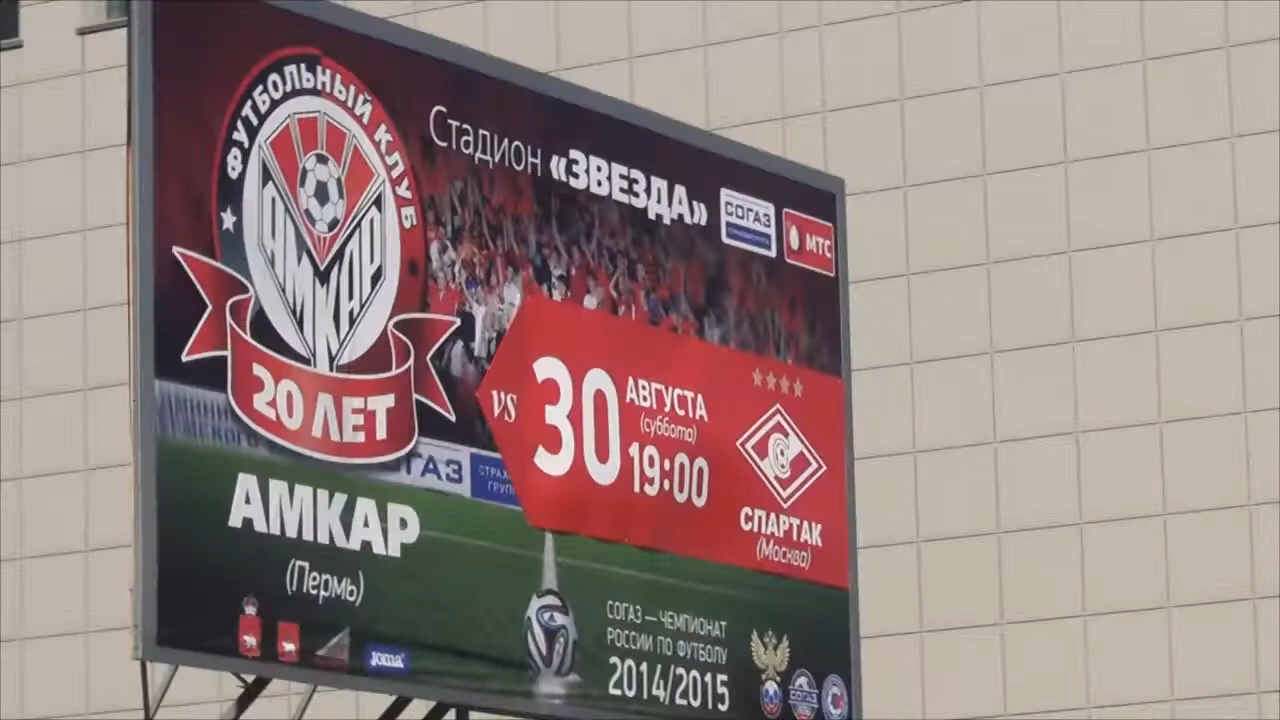 ФУТБОЛЬНЫЙ КЛУБ
АМКАР
20 ЛЕТ
Стадион «ЗВЕЗДА»
СОГАЗ
МТС
vs
30
АВГУСТА
(суббота)
19:00
СПАРТАК
(Москва)
АМКАР
(Пермь)
joma
СОГАЗ — ЧЕМПИОНАТ
РОССИИ ПО ФУТБОЛУ
2014/2015
СОГАЗ